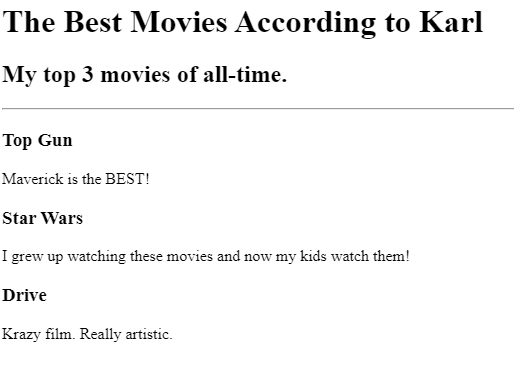 The Best Movies According to Karl
My top 3 movies of all-time.
Top Gun
Maverick is the BEST!
Star Wars
I grew up watching these movies and now my kids watch them!
Drive
Krazy film. Really artistic.